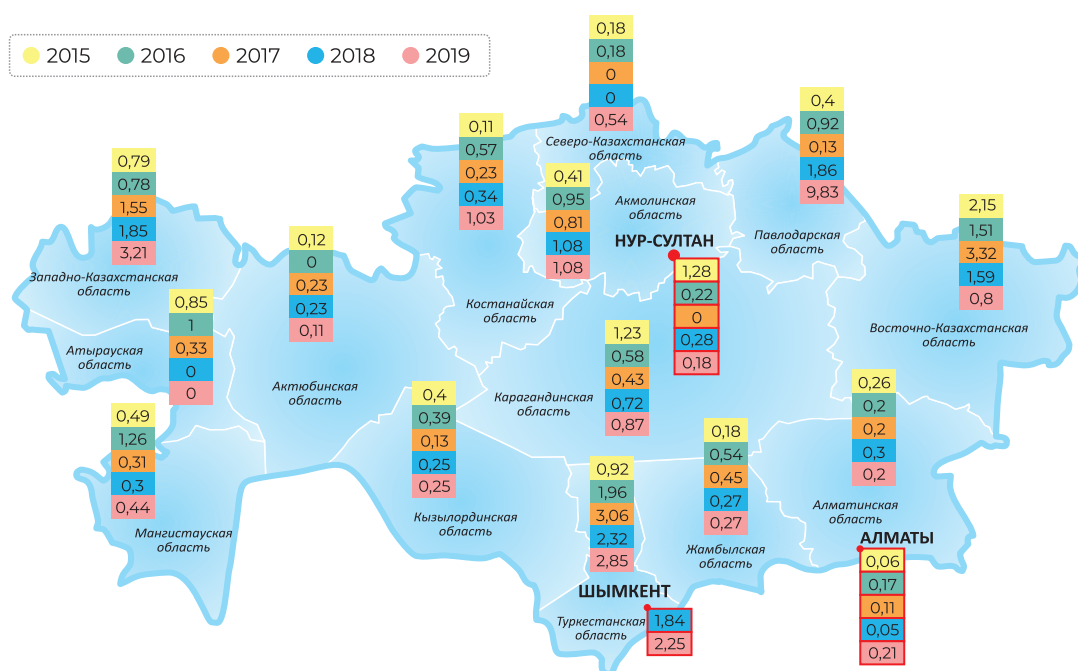 2015 2016 2017 2018 2019
0,18
0,18
0
0
0,54
Северо-Казахстанская
область
0,11
0,57
0,23
0,34
1,03
Костанайская
область
0,4
0,92
0,13
1,86
9,83
Павлодарская
область
0,79
0,78
1,55
1,85
3,21
Западно-Казахстанская
область
0,41
0,95
0,81
1,08
1,08
Акмолинская
область
НУР-СУЛТАН
1,28
0,22
0
0,28
0,18
2,15
1,51
3,32
1,59
0,8
Восточно-Казахстанская
область
0,12
0
0,23
0,23
0,11
Актюбинская
область
0,85
1
0,33
0
0
Атырауская
область
1,23
0,58
0,43
0,72
0,87
Карагандинская
область
0,49
1,26
0,31
0,3
0,44
Мангистауская
область
0,4
0,39
0,13
0,25
0,25
Кызылординская
область
0,92
1,96
3,06
2,32
2,85
ШЫМКЕНТ
Туркестанская
область
1,84
2,25
0,18
0,54
0,45
0,27
0,27
Жамбылская
область
0,26
0,2
0,2
0,3
0,2
Алматинская
область
АЛМАТЫ
0,06
0,17
0,11
0,05
0,21